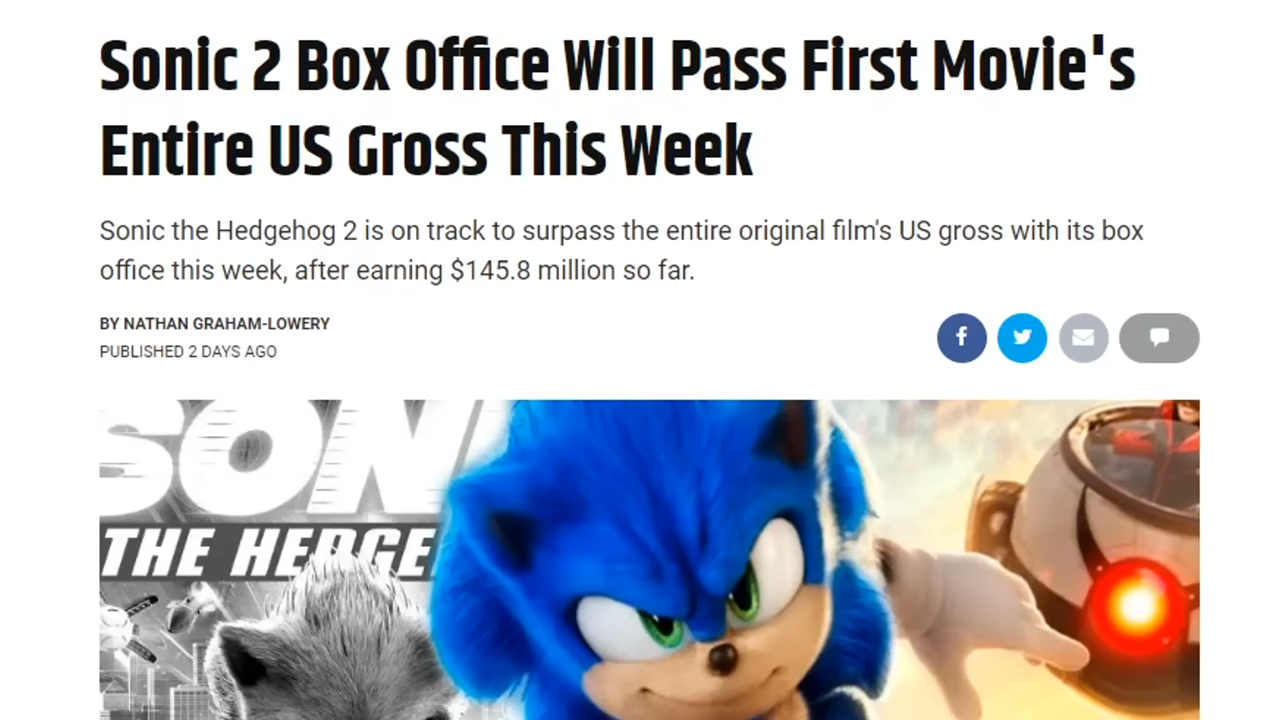 Sonic 2 Box Office Will Pass First Movie's
Entire US Gross This Week
Sonic the Hedgehog 2 is on track to surpass the entire original film's US gross with its box
office this week, after earning $145.8 million so far.
BY NATHAN GRAHAM-LOWERY
PUBLISHED 2 DAYS AGO
SONI
THE HEDGE